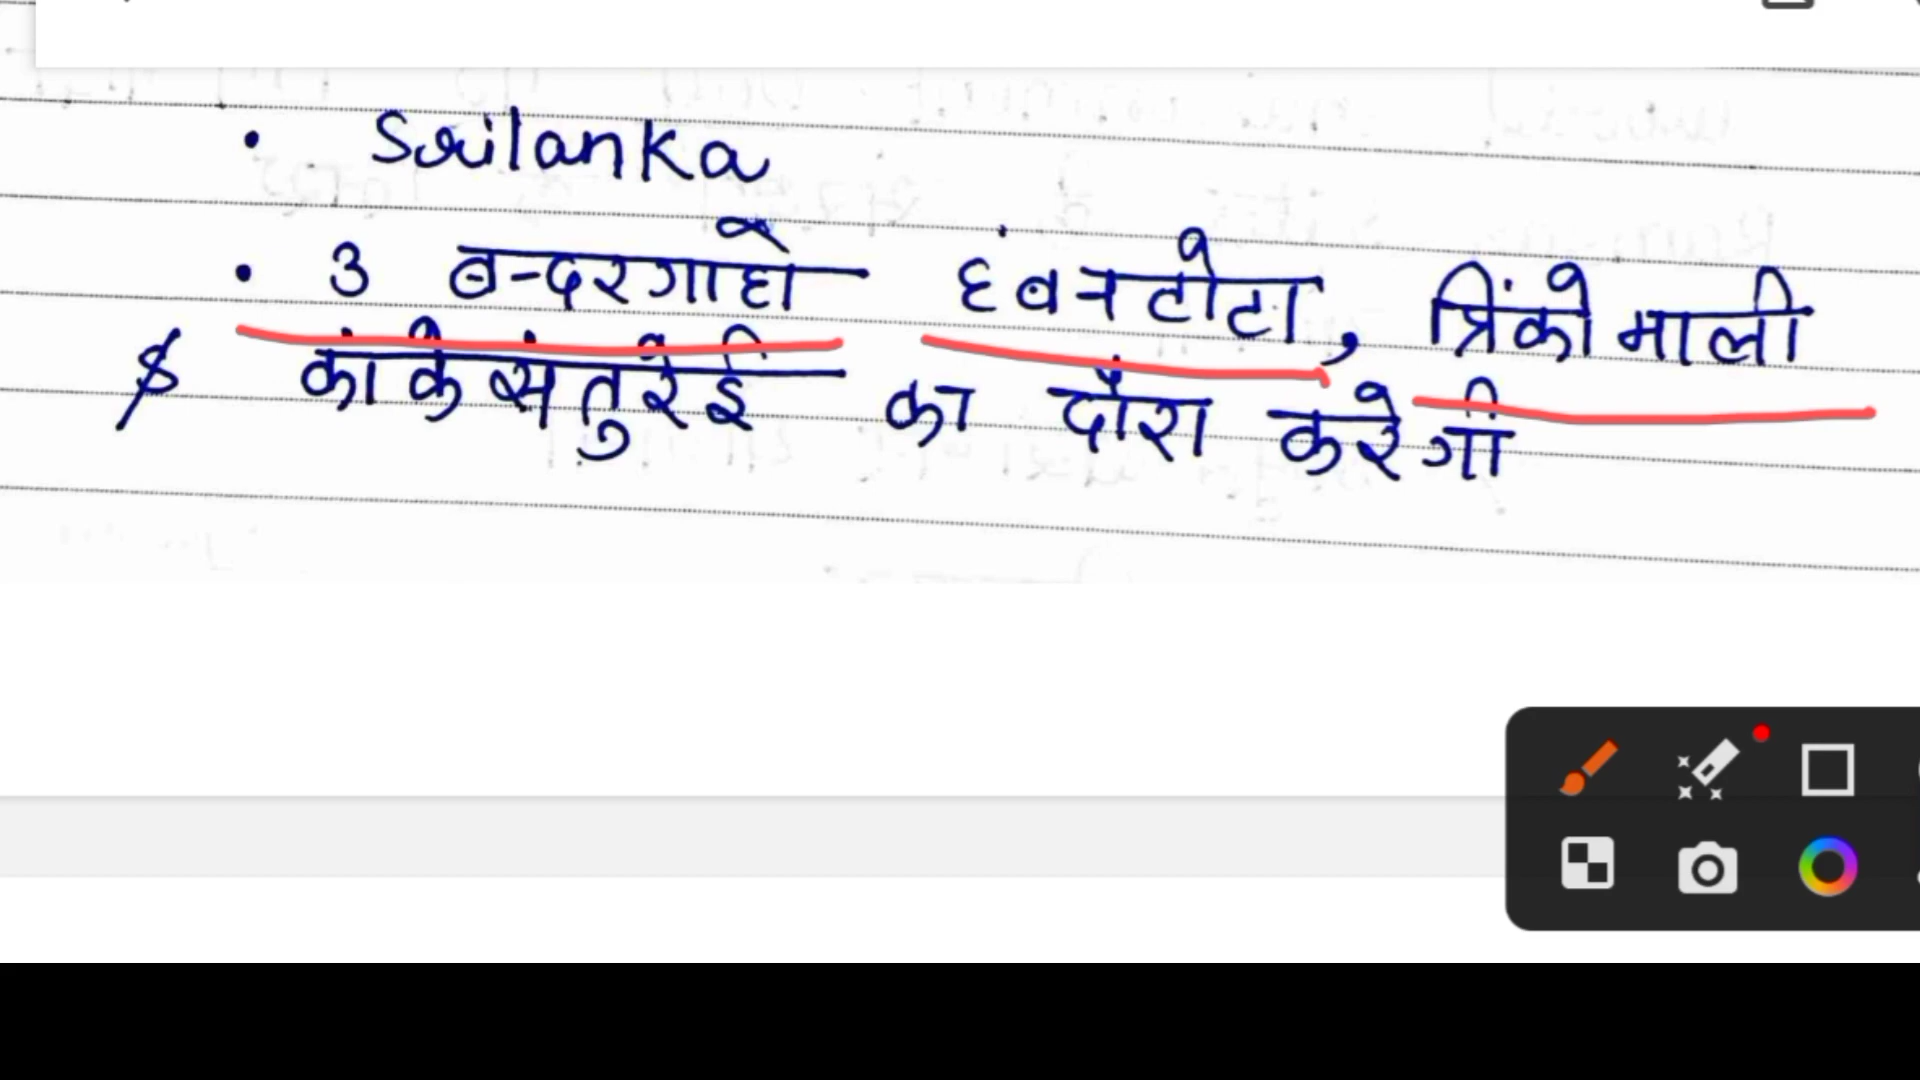 • Srilanka
• 3 बन्दरगाहों हंबनटोटा, त्रिंकोमाली
$ कांकेसंतुरई का दौरा करेगी